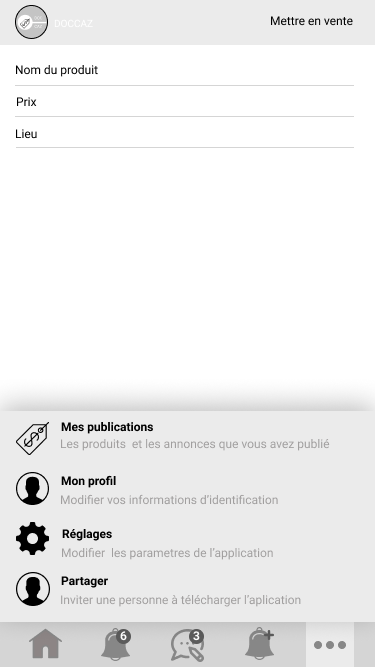 DOCCAZ
Mettre en vente
Nom du produit
Prix
Lieu
Mes publications
Les produits et les annonces que vous avez publié
Mon profil
Modifier vos informations d'identification
Réglages
Modifier les parametres de l'application
Partager
Inviter une personne à télécharger l'aplication
6
3